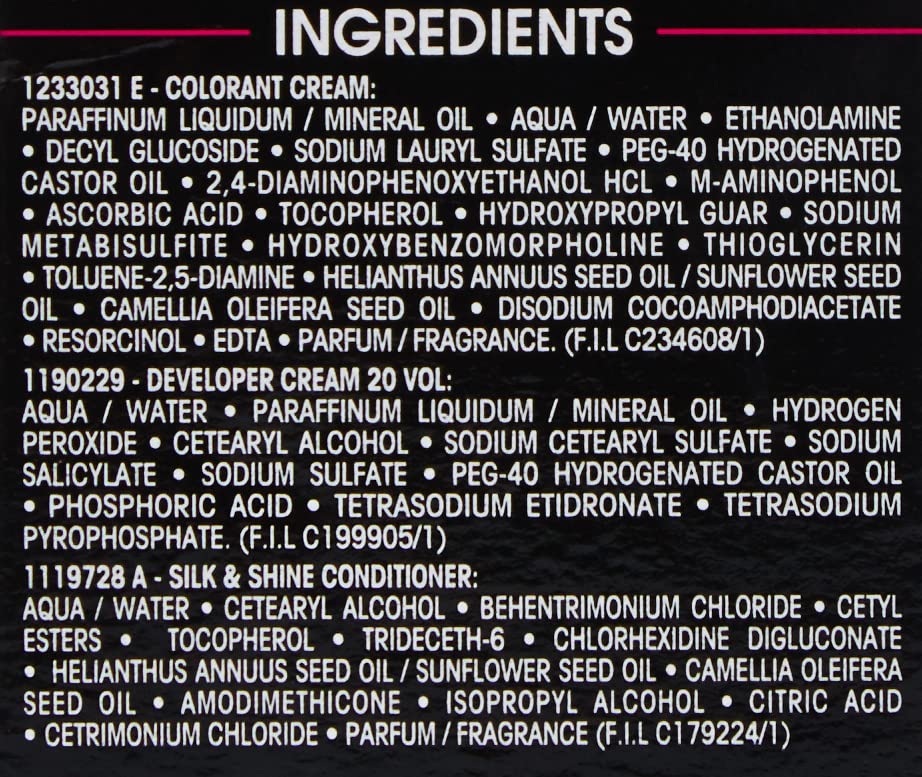 INGREDIENTS
1233031 E - COLORANT CREAM:
PARAFFINUM LIQUIDUM / MINERAL OIL • AQUA / WATER • ETHANOLAMINE
• DECYL GLUCOSIDE • SODIUM LAURYL SULFATE • PEG-40 HYDROGENATED
CASTOR OIL • 2,4-DIAMINOPHENOXYETHANOL HCL • M-AMINOPHENOL
• ASCORBIC ACID • TOCOPHEROL • HYDROXYPROPYL GUAR • SODIUM
METABISULFITE • HYDROXYBENZOMORPHOLINE • THIOGLYCERIN
• TOLUENE-2,5-DIAMINE • HELIANTHUS ANNUUS SEED OIL / SUNFLOWER SEED
OIL • CAMELLIA OLEIFERA SEED OIL • DISODIUM COCOAMPHODIACETATE
• RESORCINOL • EDTA • PARFUM / FRAGRANCE. (F.I.L C234608/1)
1190229 - DEVELOPER CREAM 20 VOL:
AQUA / WATER • PARAFFINUM LIQUIDUM / MINERAL OIL • HYDROGEN
PEROXIDE • CETEARYL ALCOHOL • SODIUM CETEARYL SULFATE • SODIUM
SALICYLATE • SODIUM SULFATE • PEG-40 HYDROGENATED CASTOR OIL
• PHOSPHORIC ACID • TETRASODIUM ETIDRONATE • TETRASODIUM
PYROPHOSPHATE. (F.I.L C199905/1)
1119728 A - SILK & SHINE CONDITIONER:
AQUA / WATER • CETEARYL ALCOHOL • BEHENTRIMONIUM CHLORIDE • CETYL
ESTERS • TOCOPHEROL • TRIDECETH-6 • CHLORHEXIDINE DIGLUCONATE
• HELIANTHUS ANNUUS SEED OIL / SUNFLOWER SEED OIL • CAMELLIA OLEIFERA
SEED OIL • AMODIMETHICONE • ISOPROPYL ALCOHOL • CITRIC ACID
• CETRIMONIUM CHLORIDE • PARFUM / FRAGRANCE (F.I.L C179224/1)